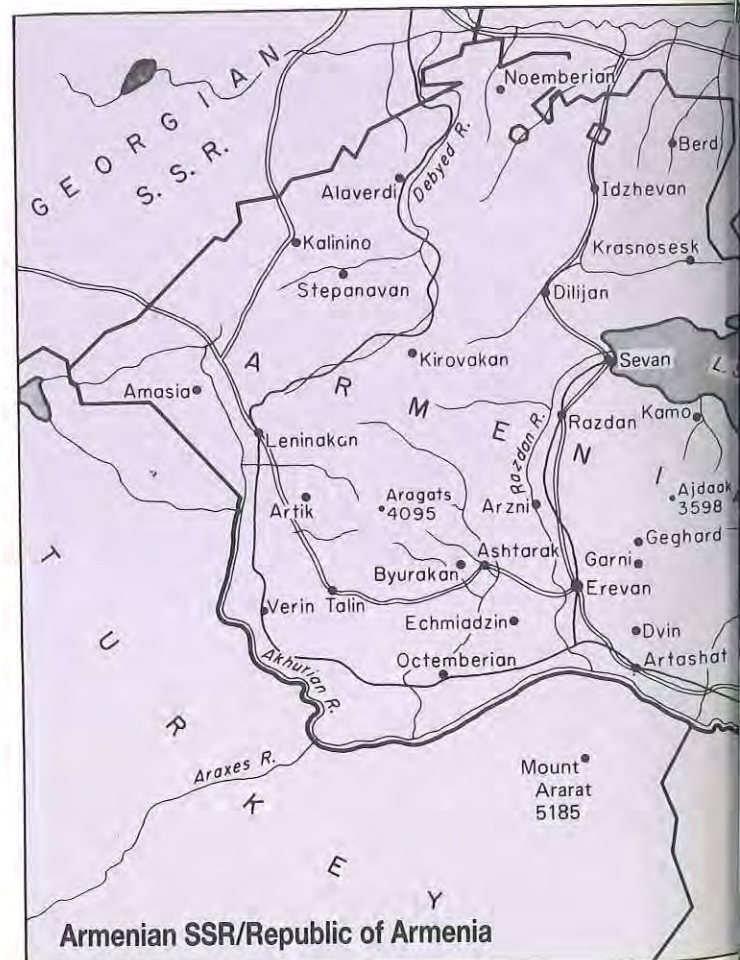 GEORGIAN
S. S. R.
Noemberian
Debyed R.
Berd
Alaverdi
Idzhevan
Kalinino
Krasnosesk
Stepanavan
Dilijan
Kirovakan
Sevan
L
ARMENI
Amasia
Razdan
Kamo
Leninakan
Razdan R.
Aragats
4095
Artik
Arzni
Ajdaak
3598
Geghard
Ashtarak
Garni
Byurakan
Erevan
Verin Talin
Echmiadzin
Dvin
Octemberian
Artashat
Akhurian R.
TURKEY
Araxes R.
Mount
Ararat
5185
Armenian SSR/Republic of Armenia